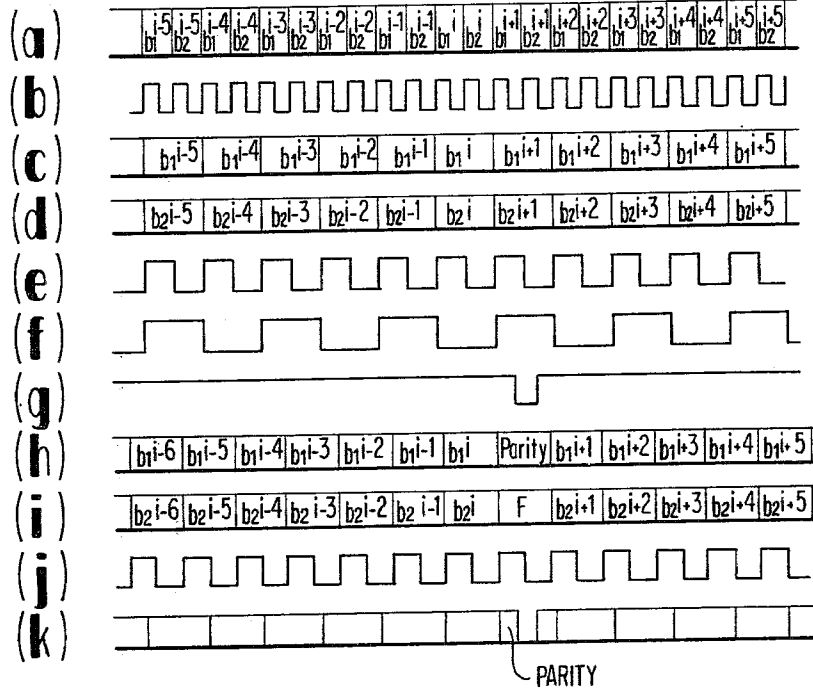 (a) b1 i-5 b2 i-5 b1 i-4 b2 i-4 b1 i-3 b2 i-3 b1 i-2 b2 i-2 b1 i-1 b2 i-1 b1 i b2 i b1 i+1 b2 i+1 b1 i+2 b2 i+2 b1 i+3 b2 i+3 b1 i+4 b2 i+4 b1 i+5 b2 i+5
(b)
(c) b1i-5 b1i-4 b1i-3 b1i-2 b1i-1 b1 i b1i+1 b1i+2 b1i+3 b1i+4 b1i+5
(d) b2i-5 b2i-4 b2i-3 b2i-2 b2i-1 b2 i b2i+1 b2i+2 b2i+3 b2i+4 b2i+5
(e)
(f)
(g)
(h) b1i-6 b1i-5 b1i-4 b1i-3 b1i-2 b1i-1 b1i Parity b1i+1 b1i+2 b1i+3 b1i+4 b1i+5
(i) b2i-6 b2i-5 b2i-4 b2i-3 b2i-2 b2i-1 b2i F b2i+1 b2i+2 b2i+3 b2i+4 b2i+5
(j)
(k)
PARITY